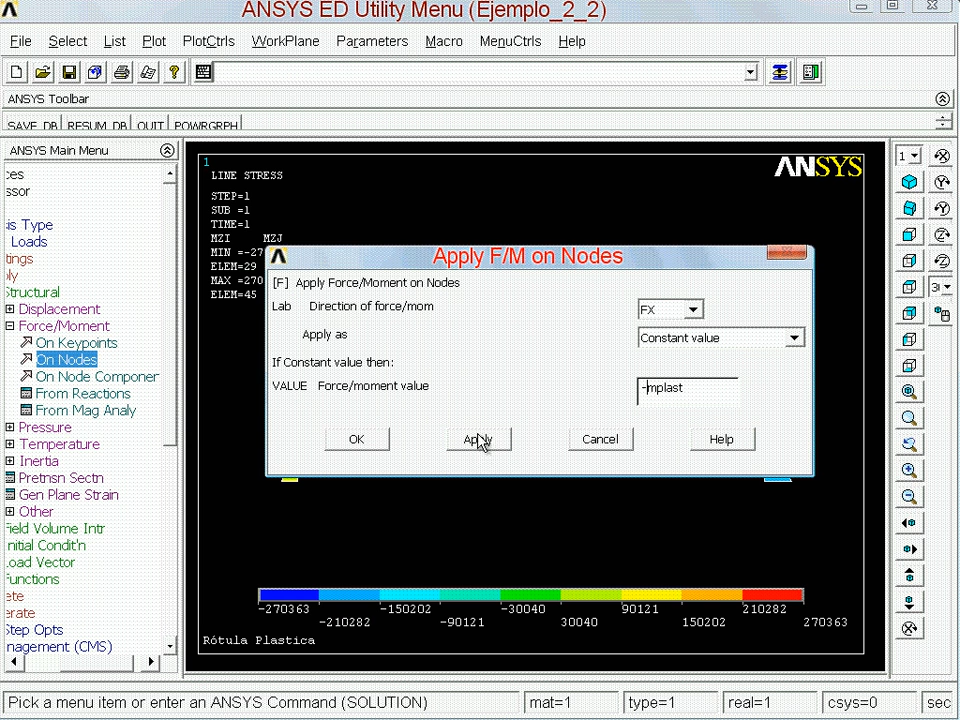 ANSYS ED Utility Menu (Ejemplo_2_2)
File Select List Plot PlotCtrls WorkPlane Parameters Macro MenuCtrls Help
ANSYS Toolbar
SAVE_DB RESUM_DB QUIT POWRGRPH
ANSYS Main Menu
ces
ssor
is Type
Loads
tings
ly
Structural
Displacement
Force/Moment
On Keypoints
On Nodes
On Node Componer
From Reactions
From Mag Analy
Pressure
Temperature
Inertia
Pretnsn Sectn
Gen Plane Strain
Other
Field Volume Intr
Initial Condit'n
Load Vector
Functions
ete
erate
Step Opts
nagement (CMS)
1
ANSYS
LINE STRESS
STEP=1
SUB =1
TIME=1
MZI MZJ
MIN =-27
ELEM=29
MAX =270
ELEM=45
Apply F/M on Nodes
[F] Apply Force/Moment on Nodes
Lab Direction of force/mom FX
Apply as Constant value
If Constant value then:
VALUE Force/moment value -mplast
OK Apply Cancel Help
-270363 -150202 -30040 90121 210282
-210282 -90121 30040 150202 270363
Rótula Plastica
1
Pick a menu item or enter an ANSYS Command (SOLUTION) mat=1 type=1 real=1 csys=0 sec